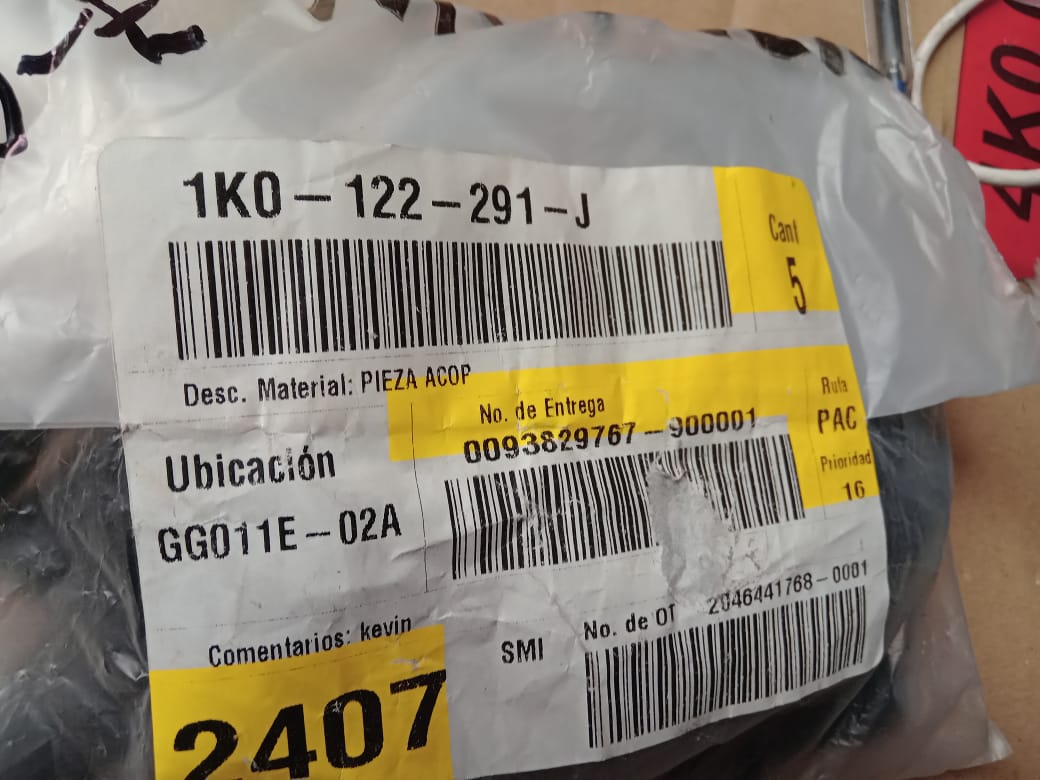 1K0-122-291-J
Cant
5
Desc. Material: PIEZA ACOP
No. de Entrega
0093829767-900001
Ruta
PAC
Prioridad
16
Ubicación
GG011E-02A
Comentarios: kevin
2407
SMI
No. de OT 2046441768-0001